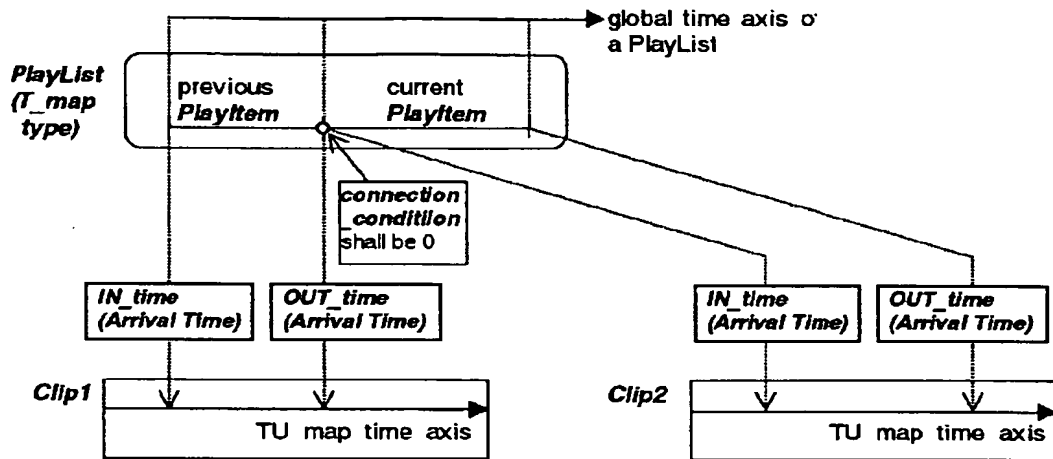 global time axis o
a PlayList
PlayList
(T_map
type)
previous
PlayItem
current
PlayItem
connection
_condition
shall be 0
IN_time
(Arrival Time)
OUT_time
(Arrival Time)
IN_time
(Arrival Time)
OUT_time
(Arrival Time)
Clip1
TU map time axis
Clip2
TU map time axis